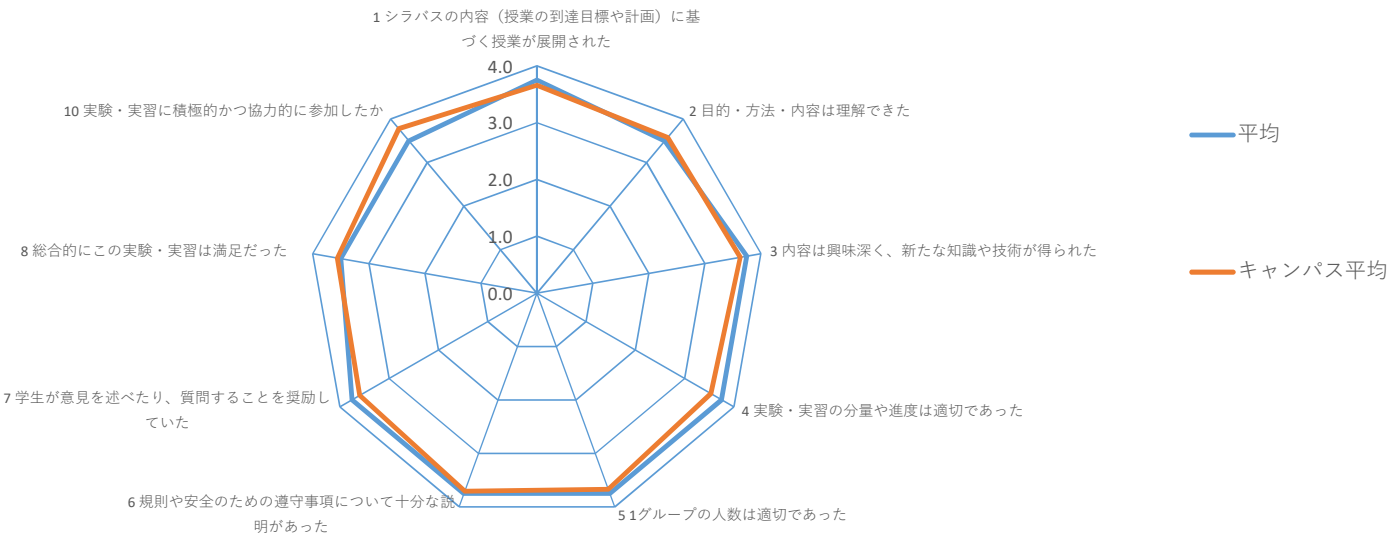 1 シラバスの内容（授業の到達目標や計画）に基
づく授業が展開された
2 目的・方法・内容は理解できた
3 内容は興味深く、新たな知識や技術が得られた
4 実験・実習の分量や進度は適切であった
5 1グループの人数は適切であった
6 規則や安全のための遵守事項について十分な説
明があった
7 学生が意見を述べたり、質問することを奨励し
ていた
8 総合的にこの実験・実習は満足だった
10 実験・実習に積極的かつ協力的に参加したか
4.0
3.0
2.0
1.0
0.0
平均
キャンパス平均